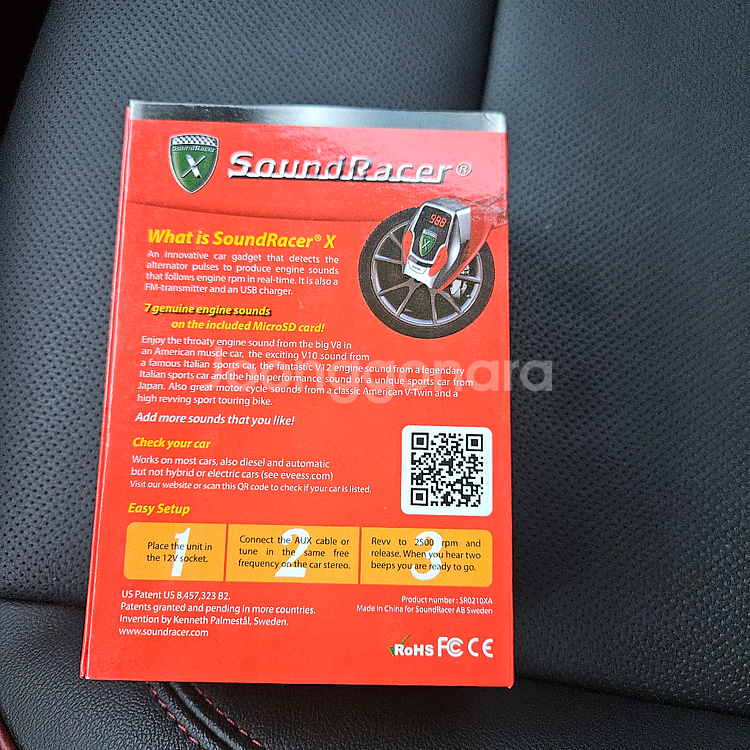 SoundRacer
X
SoundRacer®
988
What is SoundRacer® X
An innovative car gadget that detects the
alternator pulses to produce engine sounds
that follows engine rpm in real-time. It is also a
FM-transmitter and an USB charger.
7 genuine engine sounds
on the included MicroSD card!
Enjoy the throaty engine sound from the big V8 in
an American muscle car, the exciting V10 sound from
a famous Italian sports car, the fantastic V12 engine sound from a legendary
Italian sports car and the high performance sound of a unique sports car from
Japan. Also great motor cycle sounds from a classic American V-Twin and a
high revving sport touring bike.
Add more sounds that you like!
Check your car
Works on most cars, also diesel and automatic
but not hybrid or electric cars (see eveess.com)
Visit our website or scan this QR code to check if your car is listed.
Easy Setup
1
Place the unit in
the 12V socket.
2
Connect the AUX cable or
tune in the same free
frequency on the car stereo.
3
Revv to 2500 rpm and
release. When you hear two
beeps you are ready to go.
US Patent US 8,457,323 B2.
Patents granted and pending in more countries.
Invention by Kenneth Palmestål, Sweden.
www.soundracer.com
Product number : SR0210XA
Made in China for SoundRacer AB Sweden
RoHS FC CE